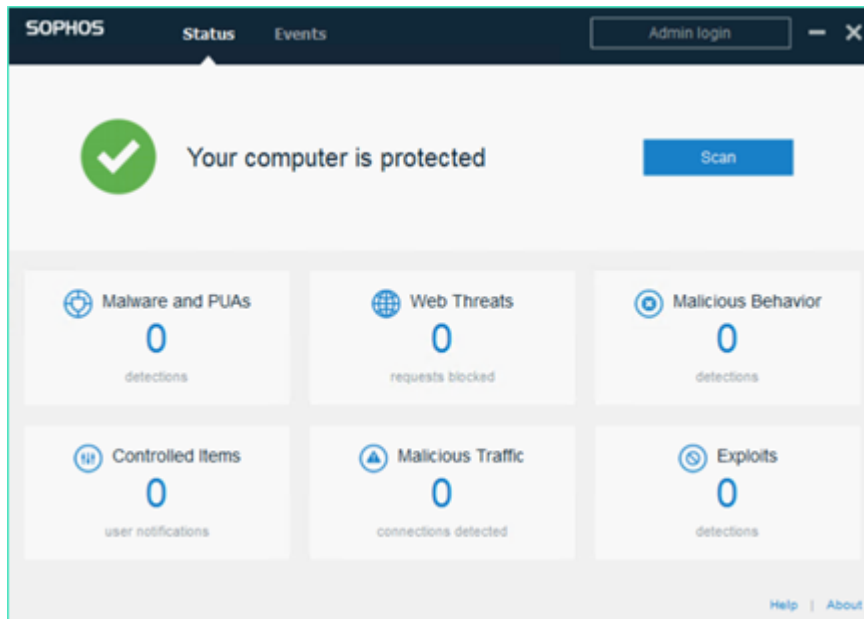 SOPHOS Status Events Admin login
Your computer is protected Scan
Malware and PUAs Web Threats Malicious Behavior
0 0 0
detections requests blocked detections
Controlled Items Malicious Traffic Exploits
0 0 0
user notifications connections detected detections
Help | About